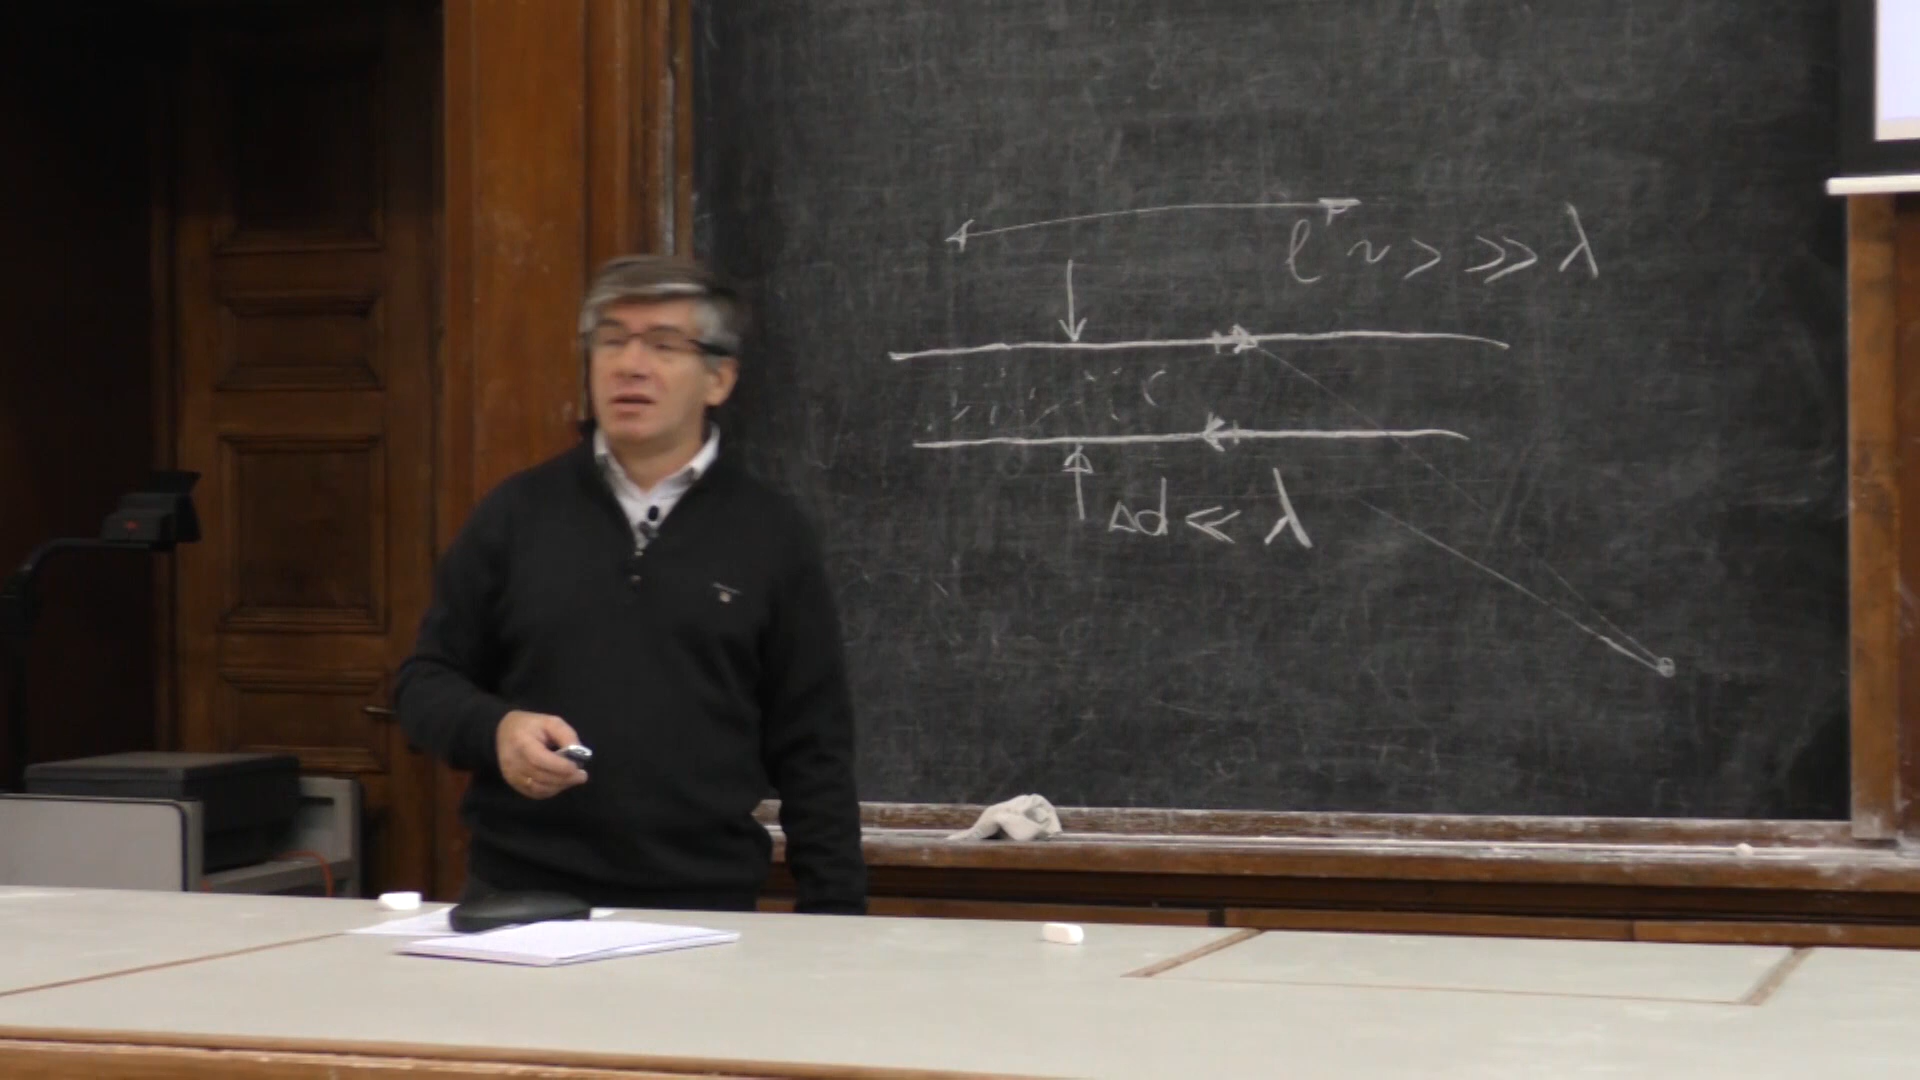 ℓ ~ > >> λ
Δd << λ